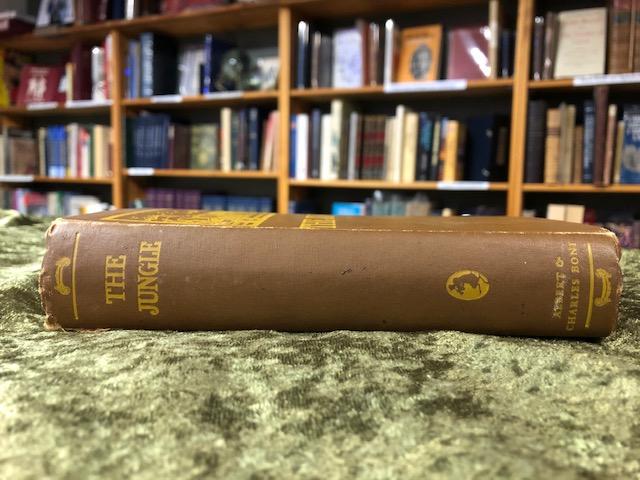 THE
JUNGLE
ALBERT &
CHARLES BONI